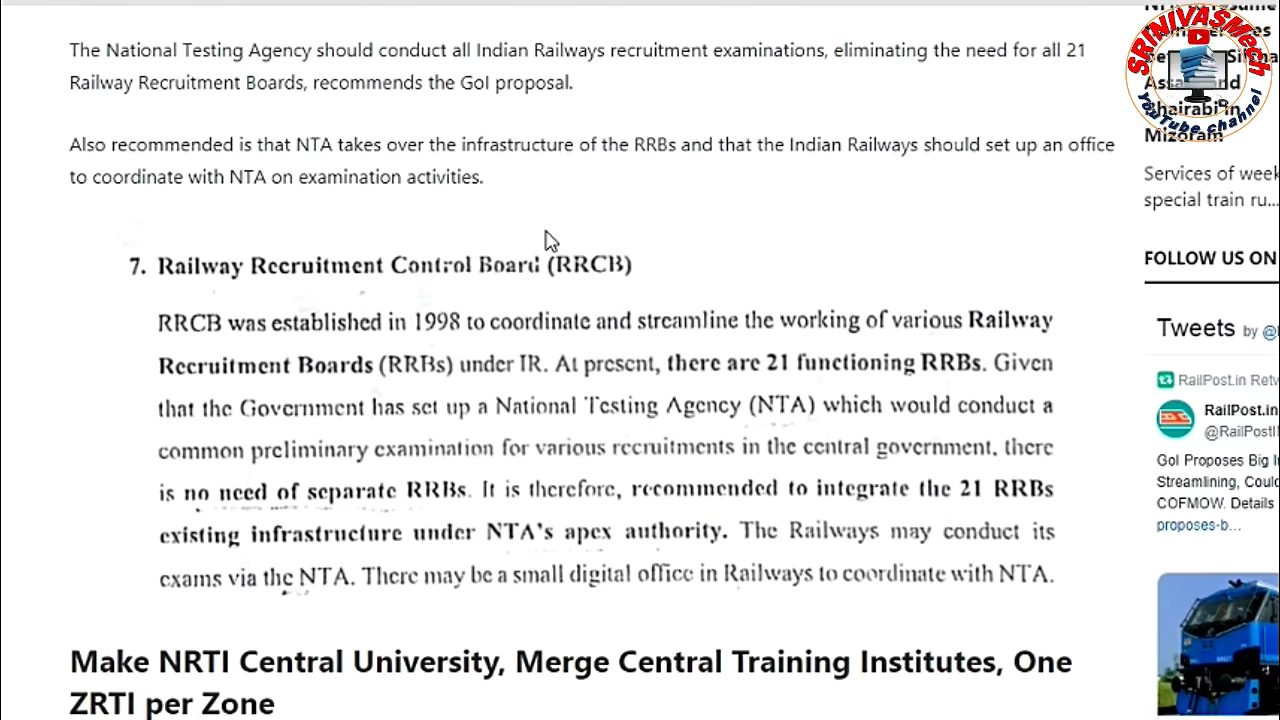 The National Testing Agency should conduct all Indian Railways recruitment examinations, eliminating the need for all 21
Railway Recruitment Boards, recommends the GoI proposal.
Also recommended is that NTA takes over the infrastructure of the RRBs and that the Indian Railways should set up an office
to coordinate with NTA on examination activities.
7. Railway Recruitment Control Board (RRCB)
RRCB was established in 1998 to coordinate and streamline the working of various Railway
Recruitment Boards (RRBs) under IR. At present, there are 21 functioning RRBs. Given
that the Government has set up a National Testing Agency (NTA) which would conduct a
common preliminary examination for various recruitments in the central government, there
is no need of separate RRBs. It is therefore, recommended to integrate the 21 RRBs
existing infrastructure under NTA's apex authority. The Railways may conduct its
exams via the NTA. There may be a small digital office in Railways to coordinate with NTA.
Make NRTI Central University, Merge Central Training Institutes, One
ZRTI per Zone
SRINIVASMech
YouTube channel
Mizoram
Services of week
special train ru...
FOLLOW US ON
Tweets by @
RailPost.in Retw
RailPost.in
@RailPostI
GoI Proposes Big I
Streamlining, Coul
COFMOW. Details
proposes-b...